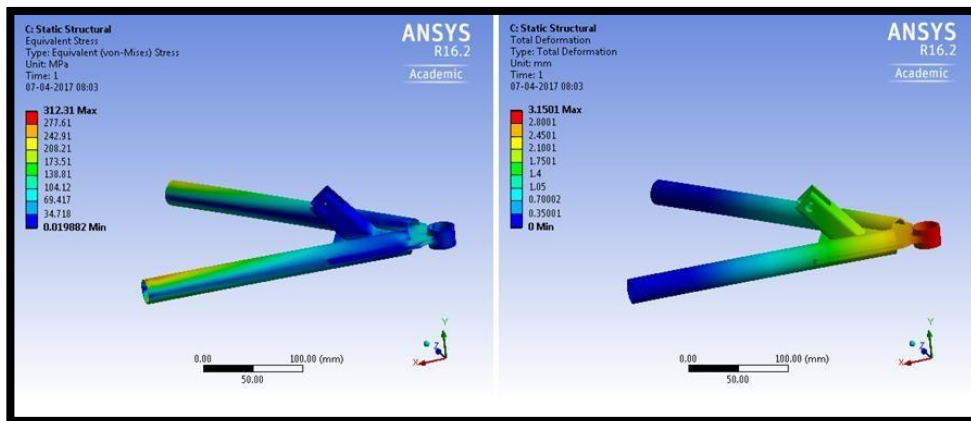 C: Static Structural
Equivalent Stress
Type: Equivalent (von-Mises) Stress
Unit: MPa
Time: 1
07-04-2017 08:03
312.31 Max
277.61
242.91
208.21
173.51
138.81
104.12
69.417
34.718
0.019882 Min
ANSYS
R16.2
Academic
0.00
100.00 (mm)
50.00
Y
Z
X
C: Static Structural
Total Deformation
Type: Total Deformation
Unit: mm
Time: 1
07-04-2017 08:03
3.1501 Max
2.8001
2.4501
2.1001
1.7501
1.4
1.05
0.70002
0.35001
0 Min
ANSYS
R16.2
Academic
0.00
100.00 (mm)
50.00
Y
Z
X